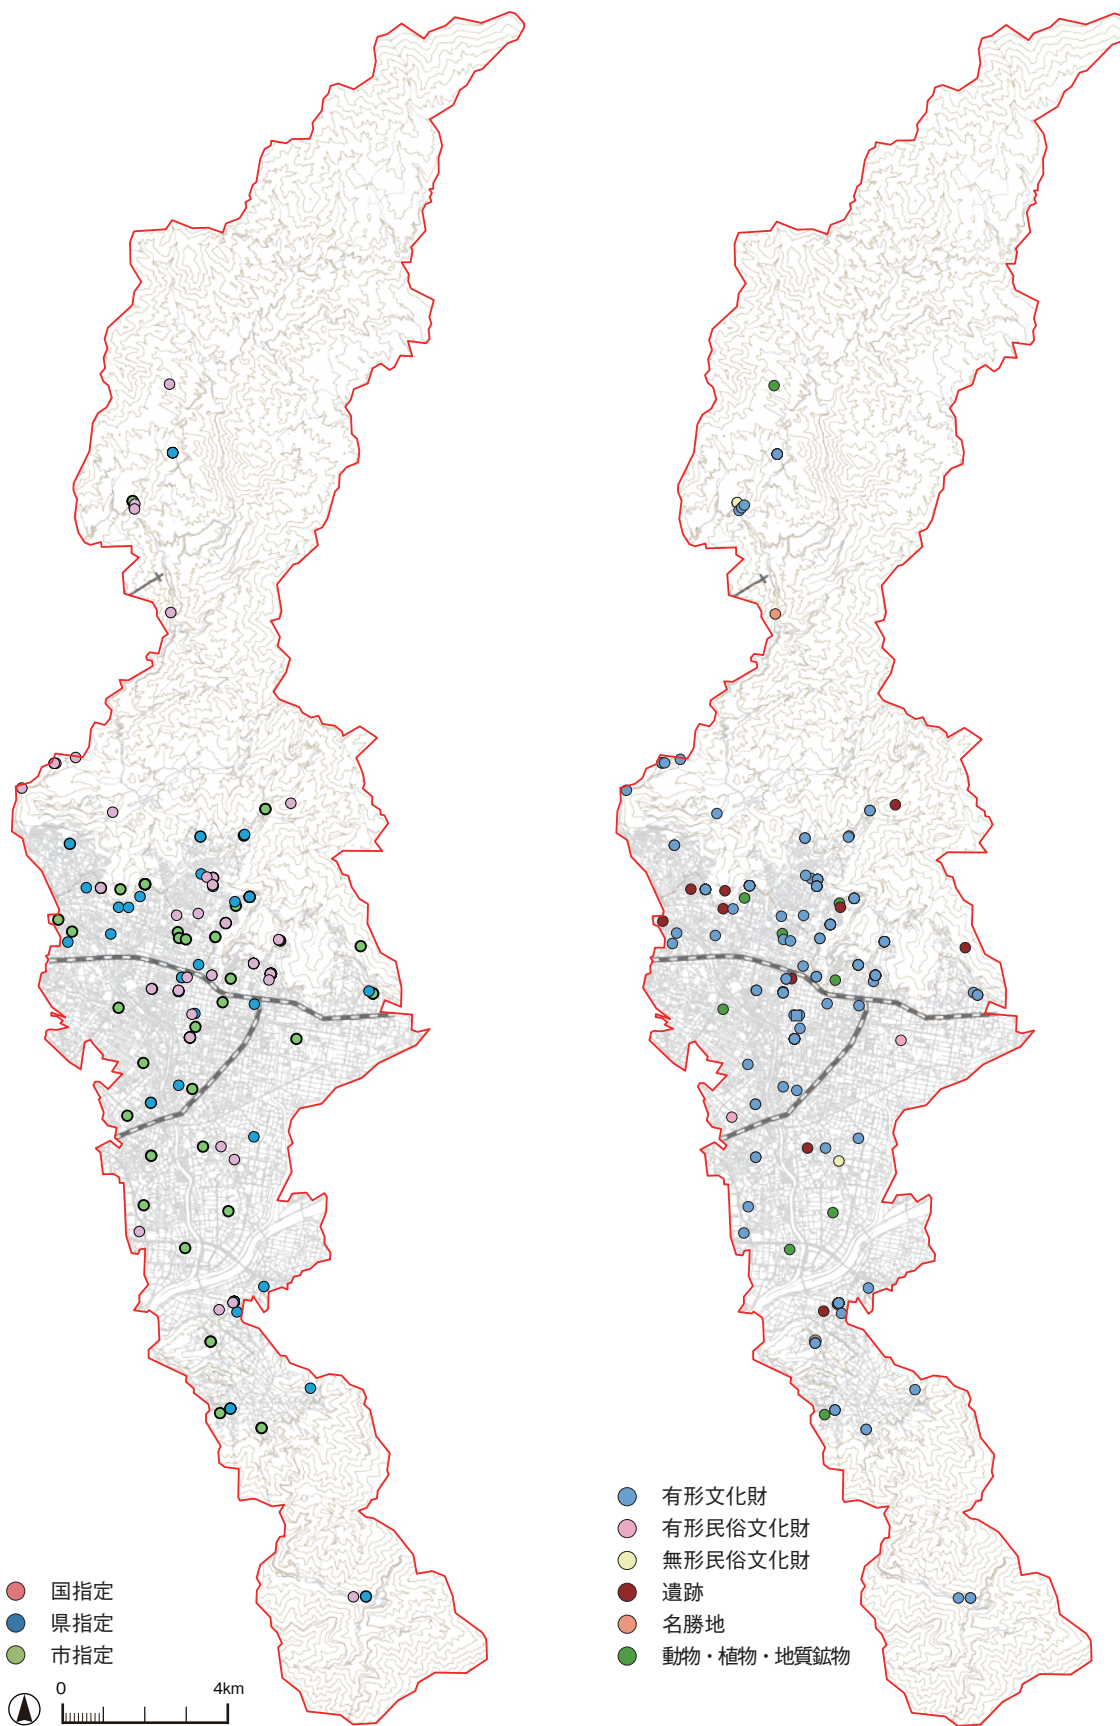 国指定
県指定
市指定
0 4km
有形文化財
有形民俗文化財
無形民俗文化財
遺跡
名勝地
動物・植物・地質鉱物